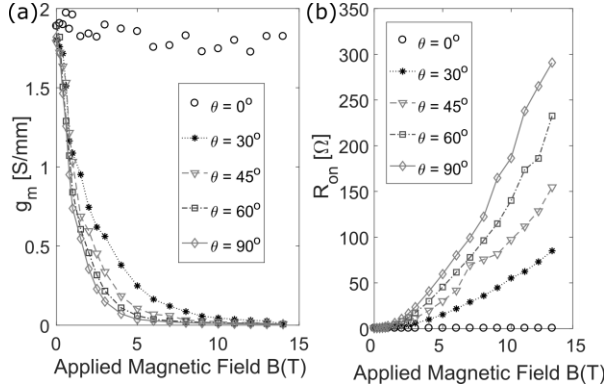 (a)
2
1.5
1
0.5
0
0
5
10
15
g_m [S/mm]
Applied Magnetic Field B(T)
θ = 0°
θ = 30°
θ = 45°
θ = 60°
θ = 90°
(b)
350
300
250
200
150
100
50
0
0
5
10
15
R_on [Ω]
Applied Magnetic Field B(T)
θ = 0°
θ = 30°
θ = 45°
θ = 60°
θ = 90°